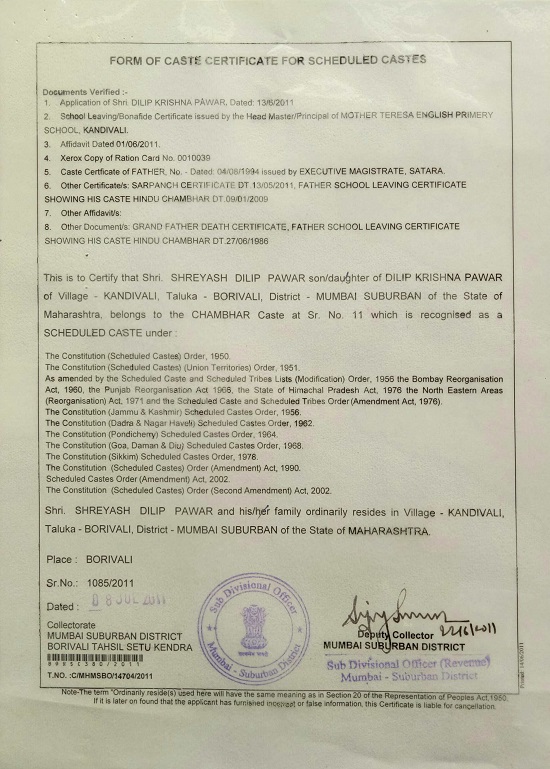 FORM OF CASTE CERTIFICATE FOR SCHEDULED CASTES
Documents Verified :-
1. Application of Shri. DILIP KRISHNA PAWAR, Dated: 13/6/2011
2. School Leaving/Bonafide Certificate issued by the Head Master/Principal of MOTHER TERESA ENGLISH PRIMERY
SCHOOL, KANDIVALI.
3. Affidavit Dated 01/06/2011.
4. Xerox Copy of Ration Card No. 0010039
5. Caste Certficate of FATHER, No. - Dated: 04/08/1994 issued by EXECUTIVE MAGISTRATE, SATARA.
6. Other Certificate/s: SARPANCH CERTIFICATE DT 13/05/2011, FATHER SCHOOL LEAVING CERTIFICATE
SHOWING HIS CASTE HINDU CHAMBHAR DT.09/01/2009
7. Other Affidavit/s:
8. Other Document/s: GRAND FATHER DEATH CERTIFICATE, FATHER SCHOOL LEAVING CERTIFICATE
SHOWING HIS CASTE HINDU CHAMBHAR DT.27/06/1986
This is to Certify that Shri. SHREYASH DILIP PAWAR son/daughter of DILIP KRISHNA PAWAR
of Village - KANDIVALI, Taluka - BORIVALI, District - MUMBAI SUBURBAN of the State of
Maharashtra, belongs to the CHAMBHAR Caste at Sr. No. 11 which is recognised as a
SCHEDULED CASTE under :
The Constitution (Scheduled Castes) Order, 1950.
The Constitution (Scheduled Castes) (Union Territories) Order, 1951.
As amended by the Scheduled Caste and Scheduled Tribes Lists (Modification) Order, 1956 the Bombay Reorganisation
Act, 1960, the Punjab Reorganisation Act 1966, the State of Himachal Pradesh Act, 1976 the North Eastern Areas
(Reorganisation) Act, 1971 and the Scheduled Caste and Scheduled Tribes Order (Amendment Act, 1976).
The Constitution (Jammu & Kashmir) Scheduled Castes Order, 1956.
The Constitution (Dadra & Nagar Haveli) Scheduled Castes Order, 1962.
The Constitution (Pondicherry) Scheduled Castes Order, 1964.
The Constitution (Goa, Daman & Diu) Scheduled Castes Order, 1968.
The Constitution (Sikkim) Scheduled Castes Order, 1978.
The Constitution (Scheduled Castes) Order (Amendment) Act, 1990.
Scheduled Castes Order (Amendment) Act, 2002.
The Constitution (Scheduled Castes) Order (Second Amendment) Act, 2002.
Shri. SHREYASH DILIP PAWAR and his/her family ordinarily resides in Village - KANDIVALI,
Taluka - BORIVALI, District - MUMBAI SUBURBAN of the State of MAHARASHTRA.
Place : BORIVALI
Sr.No.: 1085/2011
Dated : 08 JUL 2011
Collectorate
MUMBAI SUBURBAN DISTRICT
BORIVALI TAHSIL SETU KENDRA
T.NO. :C/MHMSBO/14704/2011
Sub Divisional Officer
Mumbai - Suburban Dist.
Deputy Collector
MUMBAI SUBURBAN DISTRICT
Sub Divisional Officer (Revenue)
Mumbai - Suburban District
Note-The term "Ordinarily reside(s) used here will have the same meaning as in Section 20 of the Representation of Peoples Act,1950.
If it is later on found that the applicant has furnished incorrect or false information, this Certificate is liable for cancellation.